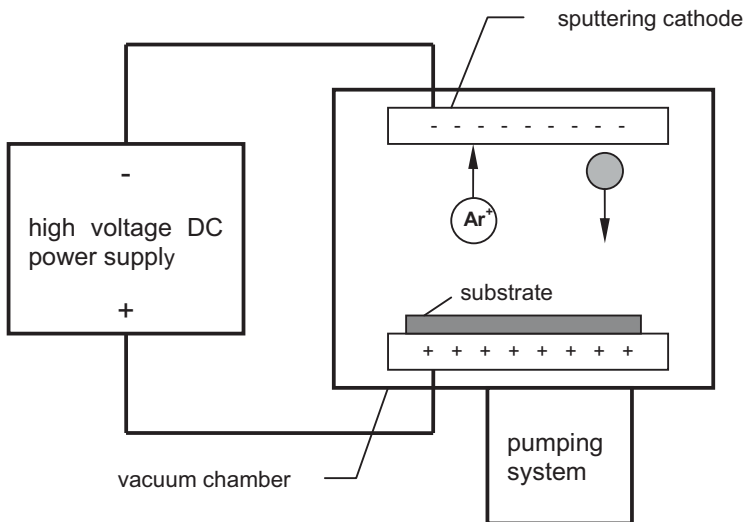 sputtering cathode
- - - - - - - - -
-
high voltage DC
power supply
+
Ar+
substrate
+ + + + + + + +
pumping
system
vacuum chamber